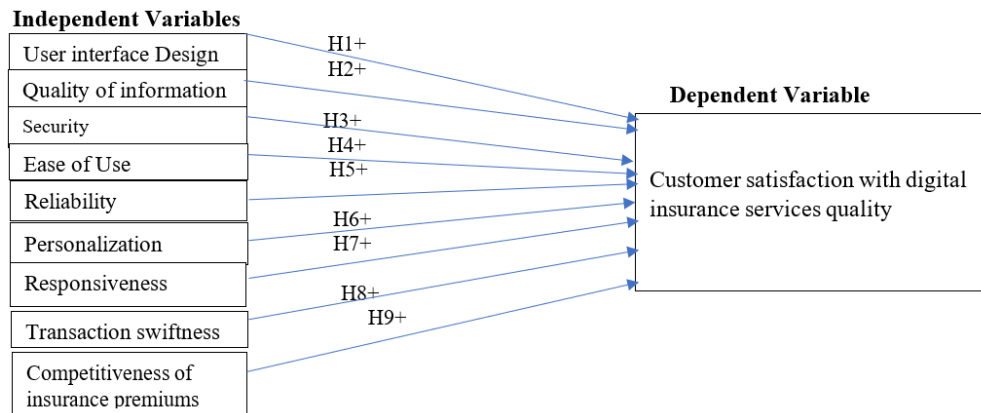 Independent Variables
User interface Design
Quality of information
Security
Ease of Use
Reliability
Personalization
Responsiveness
Transaction swiftness
Competitiveness of
insurance premiums
H1+
H2+
H3+
H4+
H5+
H6+
H7+
H8+
H9+
Dependent Variable
Customer satisfaction with digital
insurance services quality